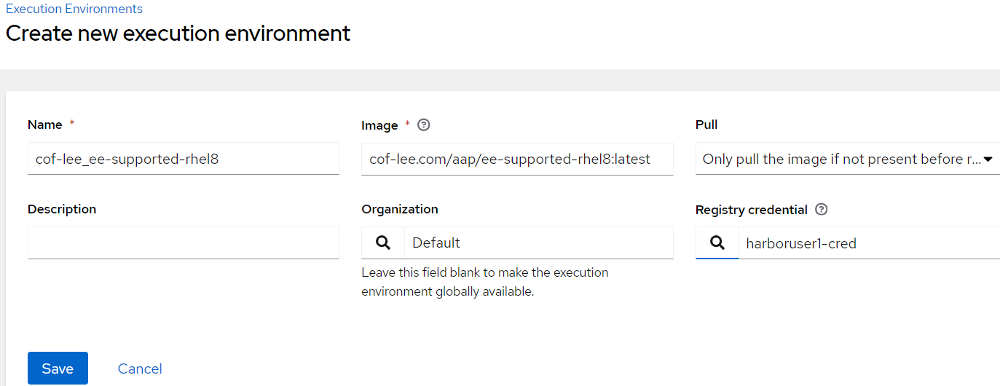 Execution Environments
Create new execution environment
Name *
Image *
Pull
cof-lee_ee-supported-rhel8
cof-lee.com/aap/ee-supported-rhel8:latest
Only pull the image if not present before r...
Description
Organization
Registry credential
Default
harboruser1-cred
Leave this field blank to make the execution
environment globally available.
Save
Cancel